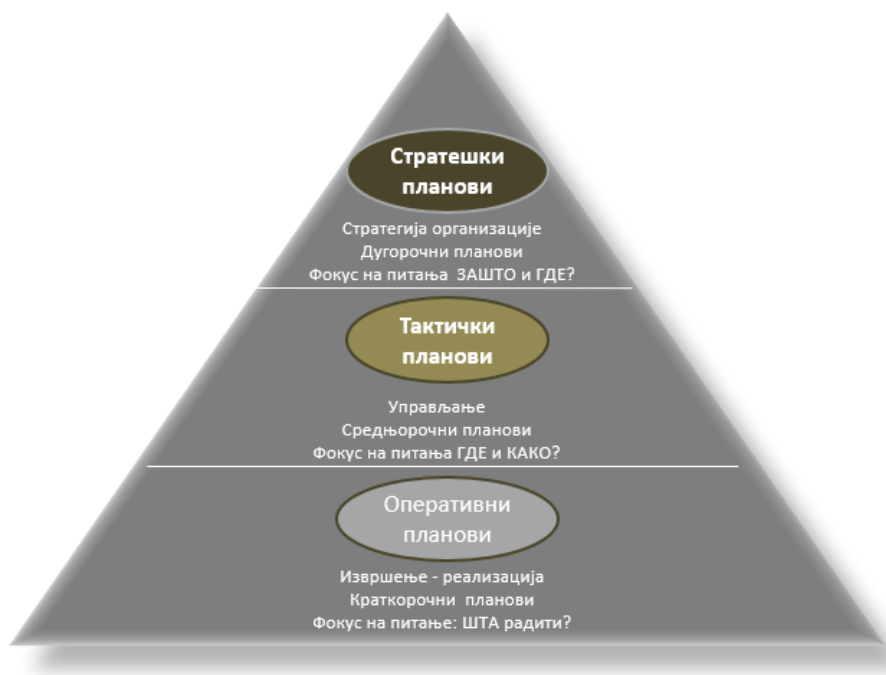 Стратешки
планови
Стратегија организације
Дугорочни планови
Фокус на питања ЗАШТО и ГДЕ?
Тактички
планови
Управљање
Средњорочни планови
Фокус на питања ГДЕ и КАКО?
Оперативни
планови
Извршење - реализација
Краткорочни планови
Фокус на питање: ШТА радити?